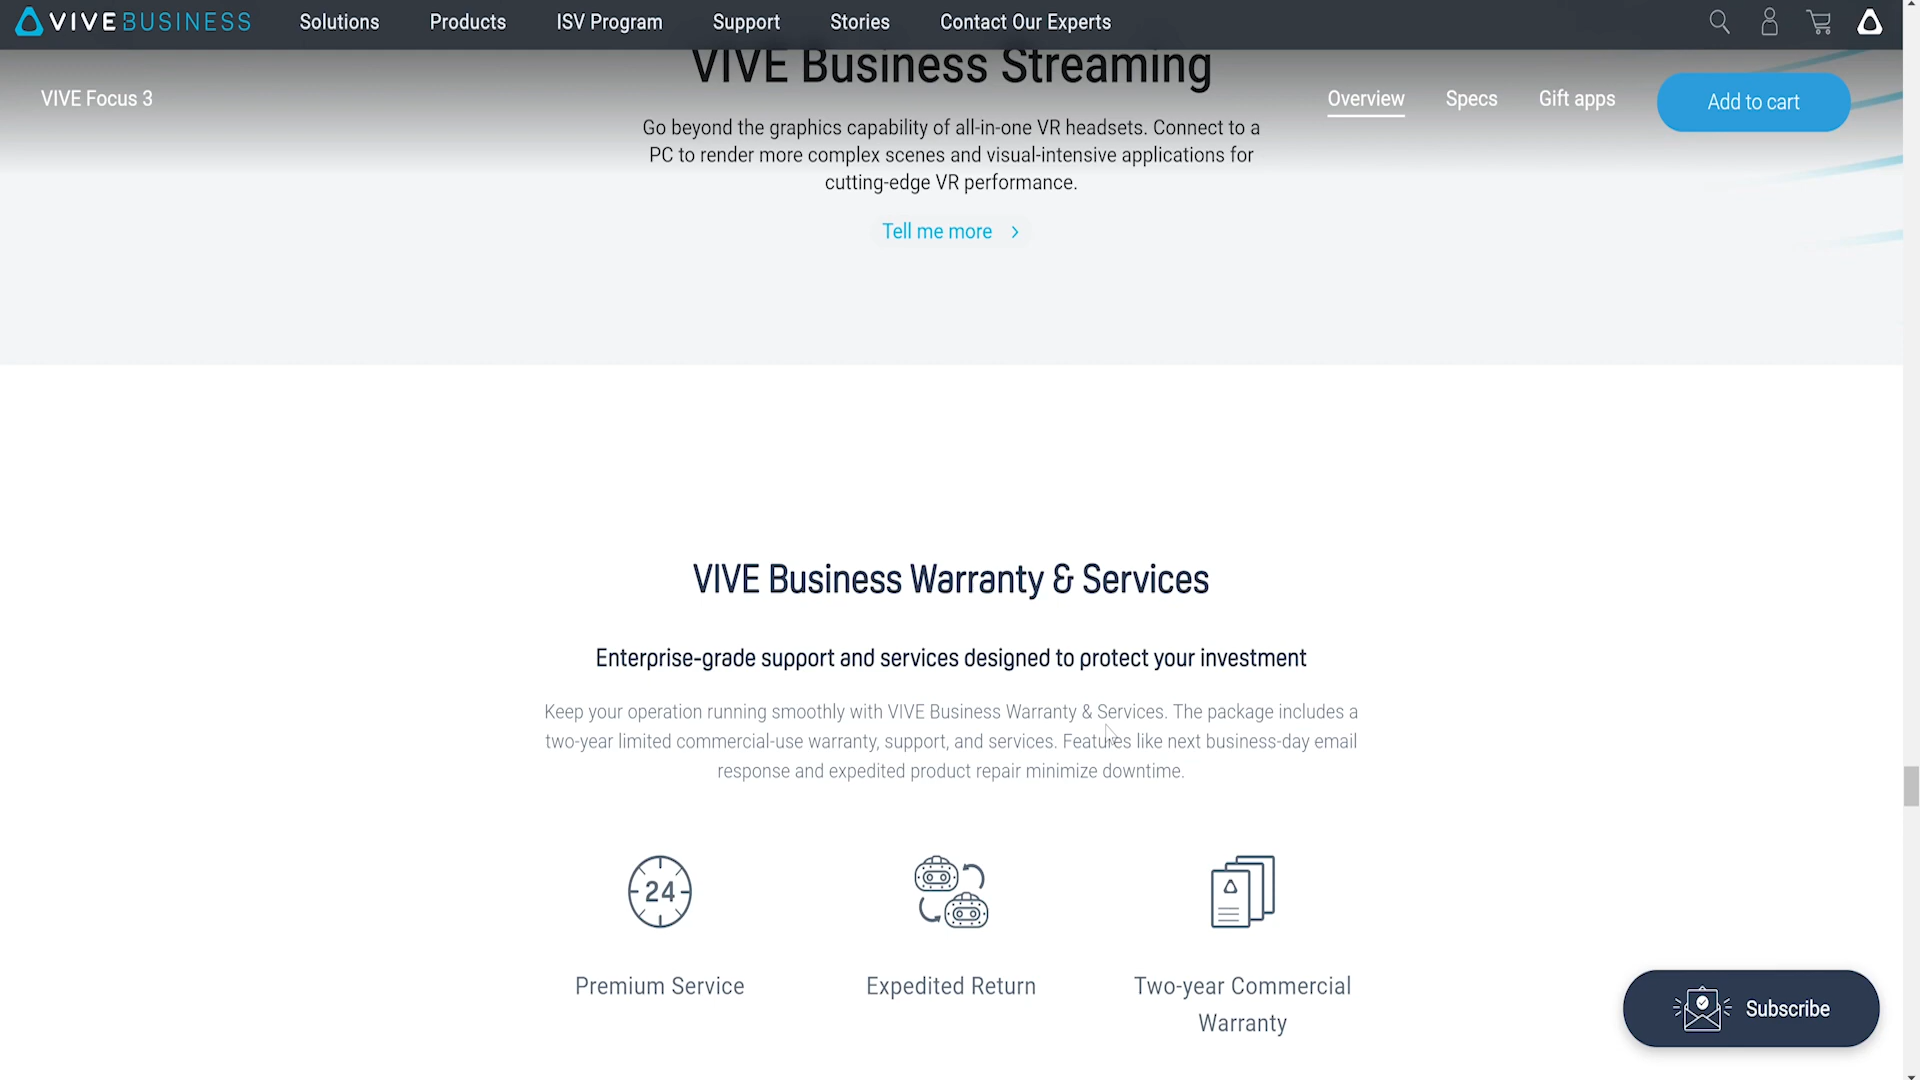 VIVE BUSINESS Solutions Products ISV Program Support Stories Contact Our Experts
VIVE Business Streaming
VIVE Focus 3 Overview Specs Gift apps Add to cart
Go beyond the graphics capability of all-in-one VR headsets. Connect to a
PC to render more complex scenes and visual-intensive applications for
cutting-edge VR performance.
Tell me more
VIVE Business Warranty & Services
Enterprise-grade support and services designed to protect your investment
Keep your operation running smoothly with VIVE Business Warranty & Services. The package includes a
two-year limited commercial-use warranty, support, and services. Features like next business-day email
response and expedited product repair minimize downtime.
24
Premium Service
Expedited Return
Two-year Commercial
Warranty
Subscribe